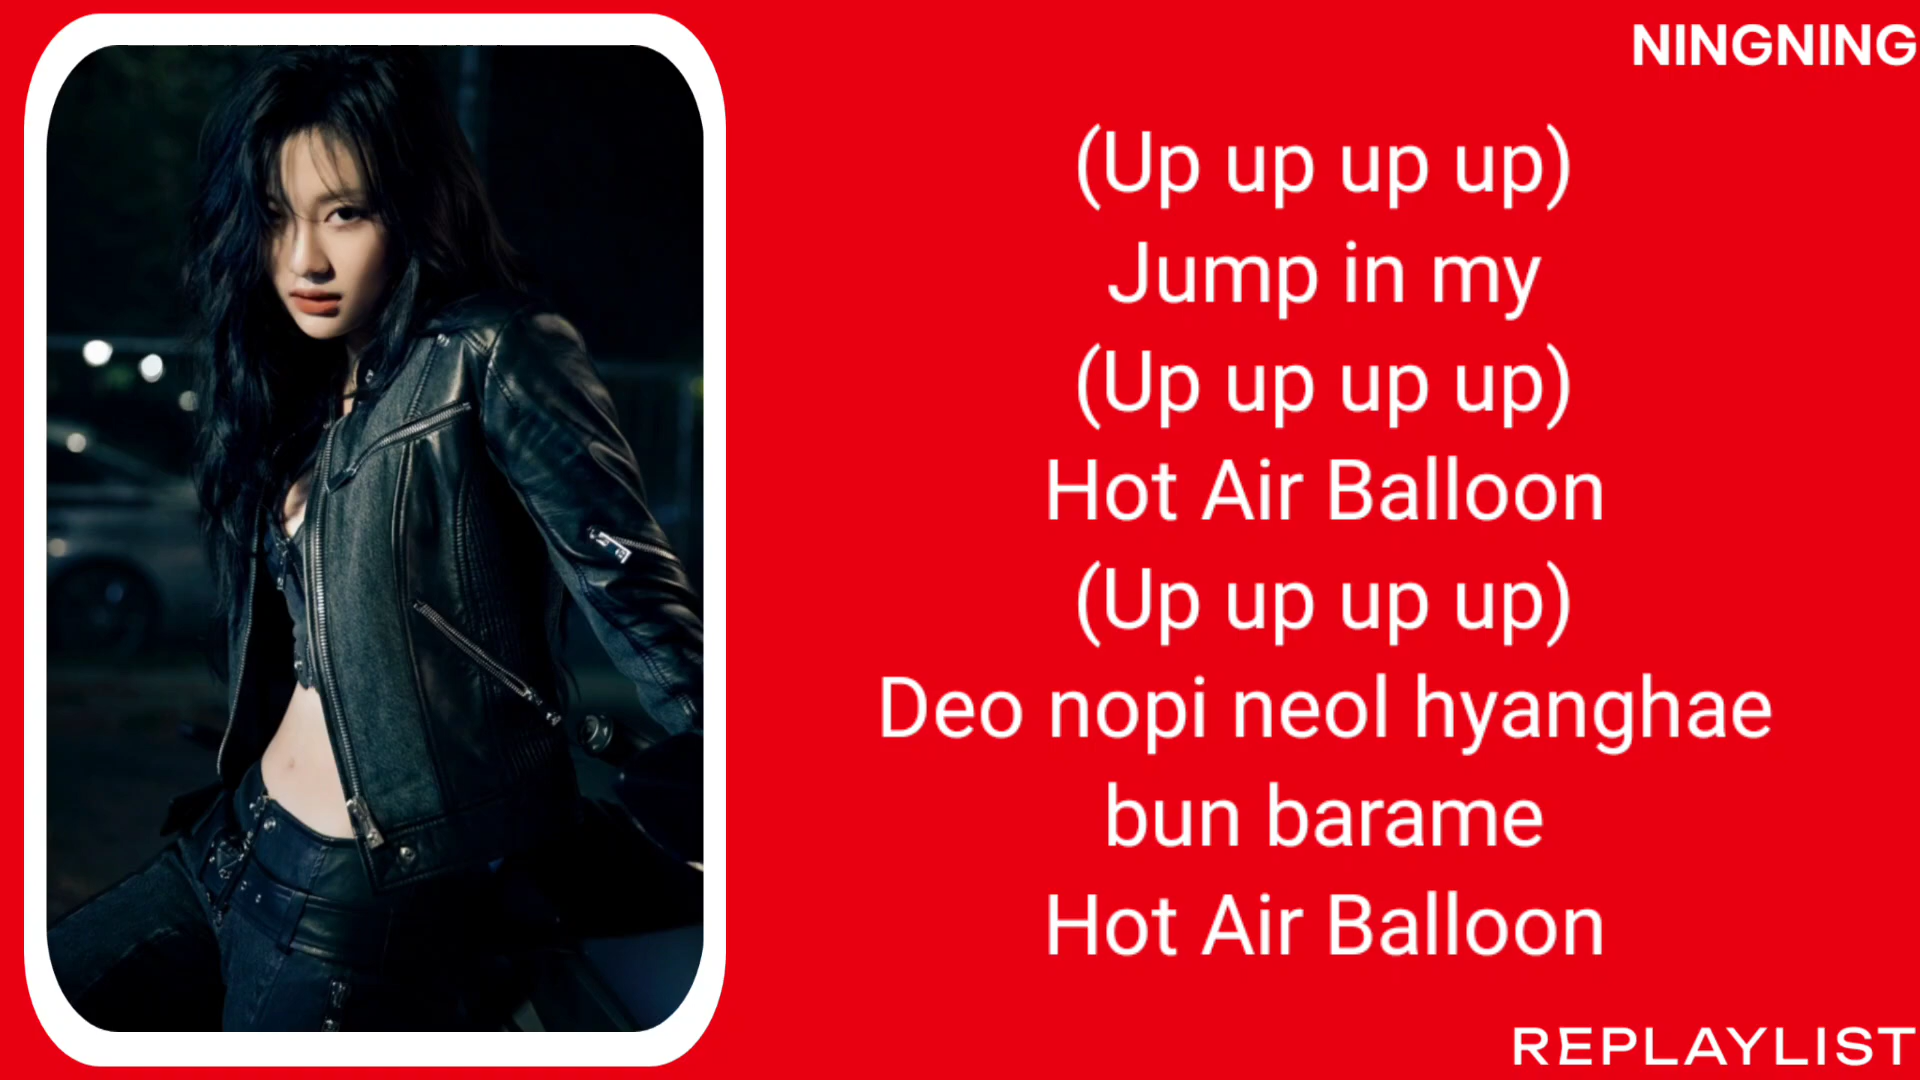 NINGNING
(Up up up up)
Jump in my
(Up up up up)
Hot Air Balloon
(Up up up up)
Deo nopi neol hyanghae
bun barame
Hot Air Balloon
REPLAYLIST